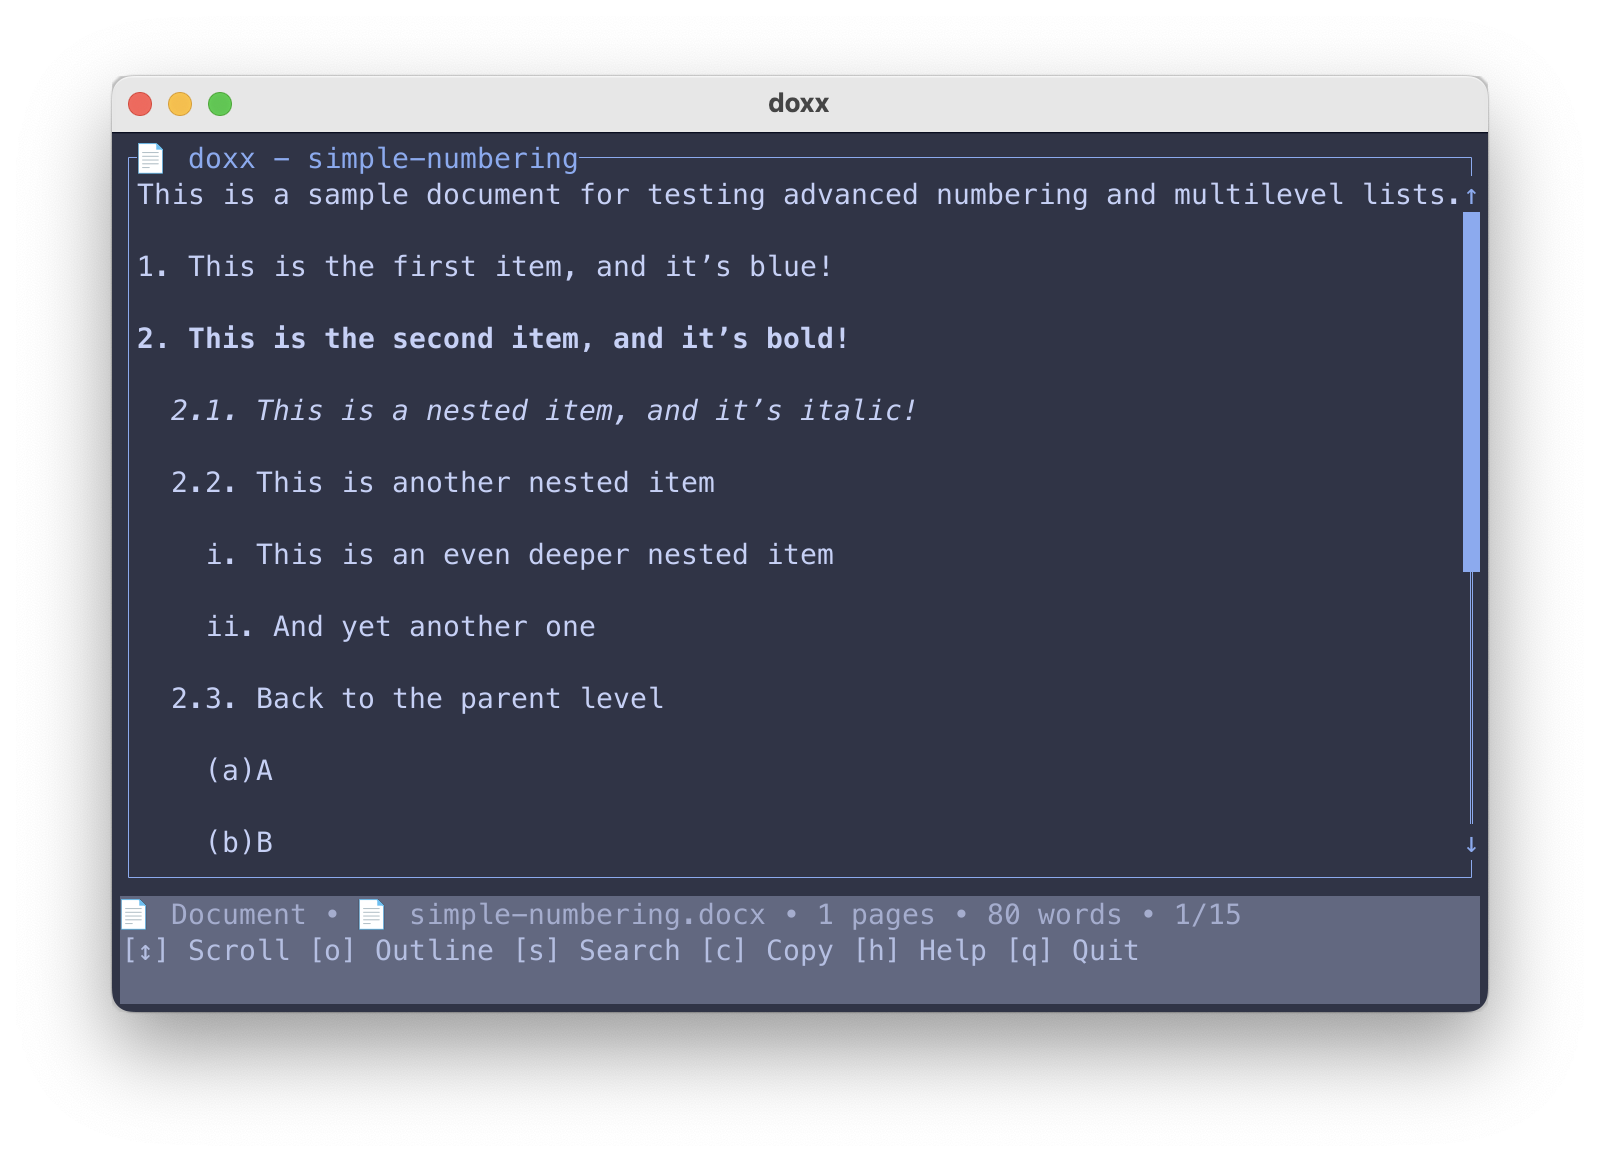 doxx
doxx - simple-numbering
This is a sample document for testing advanced numbering and multilevel lists.↑
1. This is the first item, and it’s blue!
2. This is the second item, and it’s bold!
2.1. This is a nested item, and it’s italic!
2.2. This is another nested item
i. This is an even deeper nested item
ii. And yet another one
2.3. Back to the parent level
(a)A
(b)B
↓
Document • simple-numbering.docx • 1 pages • 80 words • 1/15
[↕] Scroll [o] Outline [s] Search [c] Copy [h] Help [q] Quit